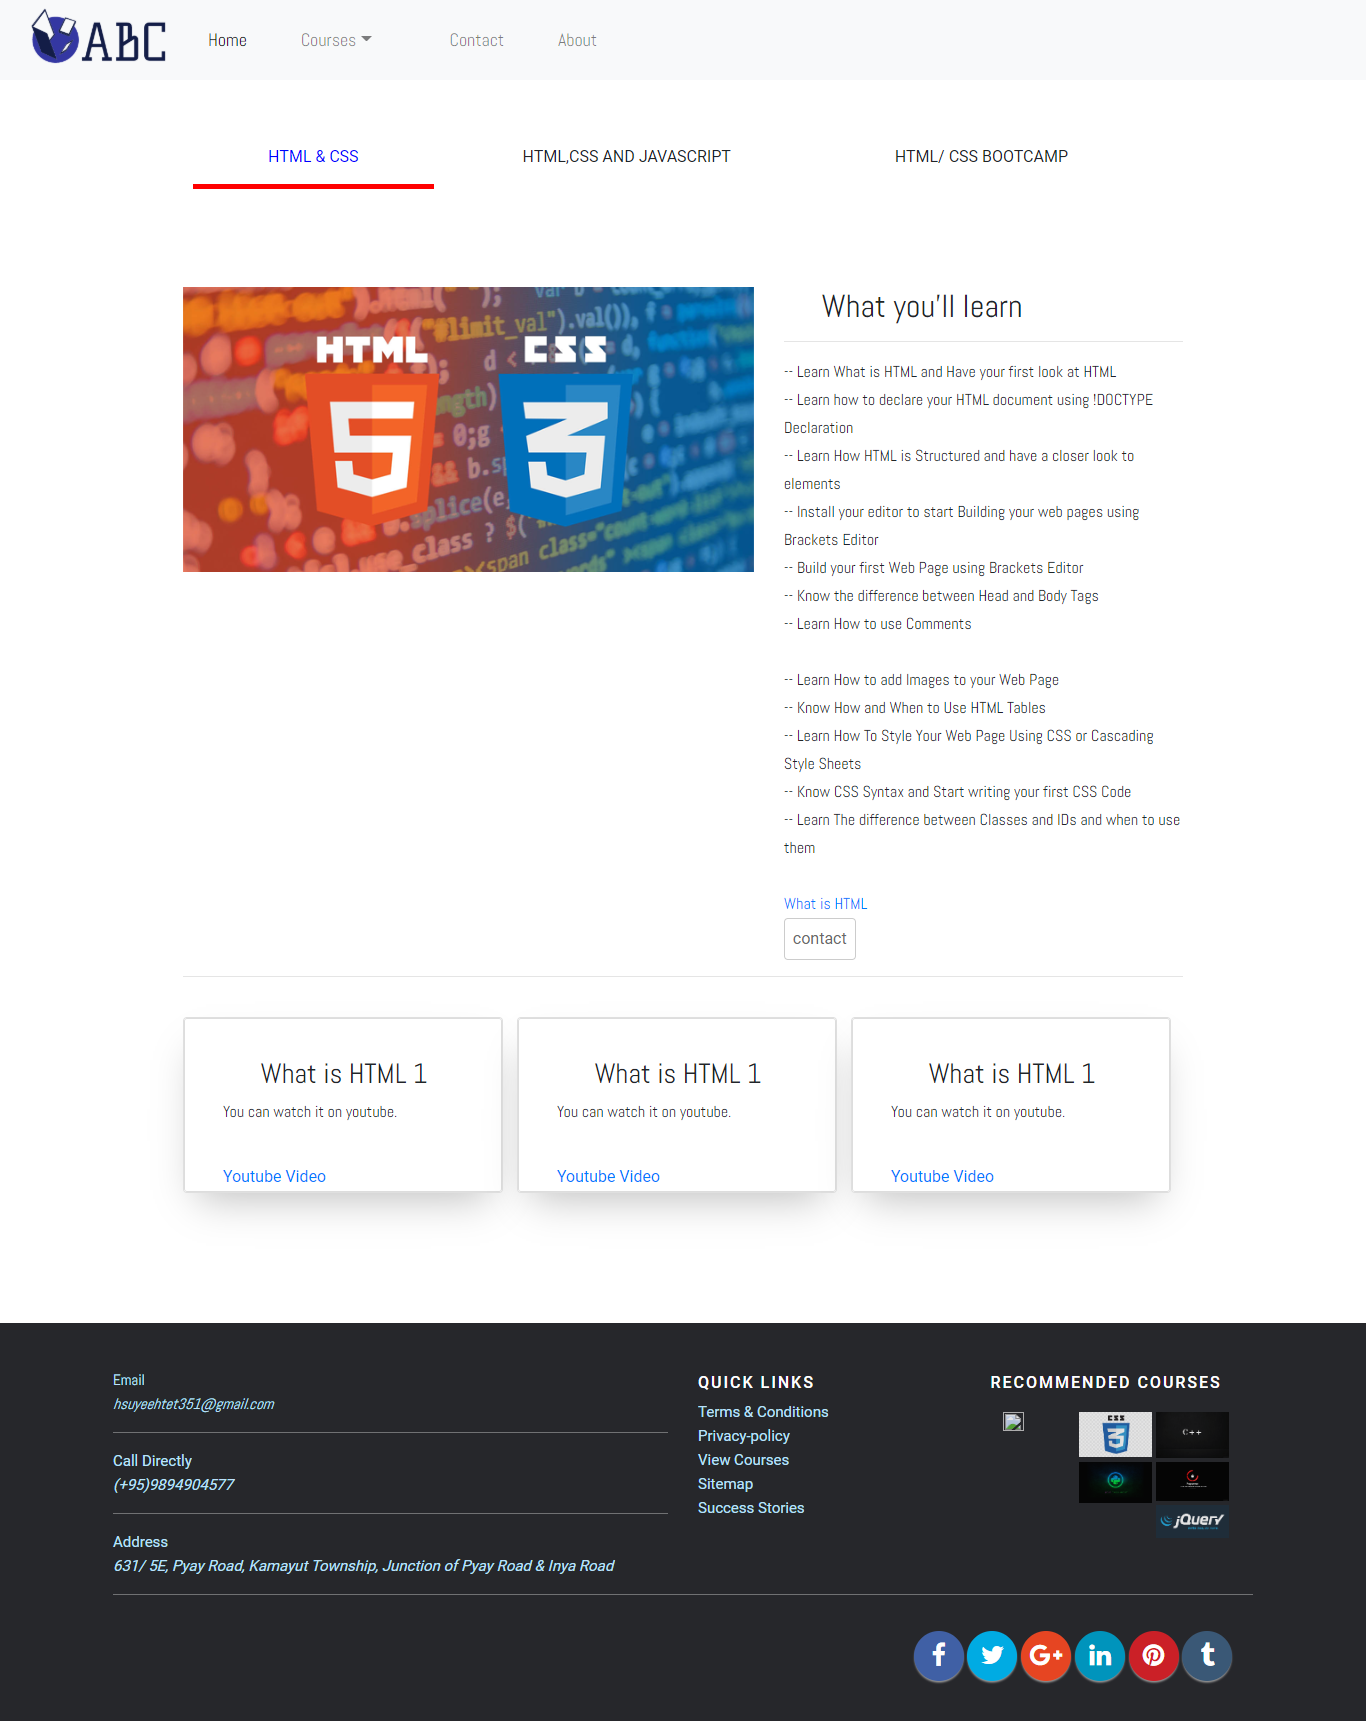 ABC
Home
Courses
Contact
About
HTML & CSS
HTML,CSS AND JAVASCRIPT
HTML/ CSS BOOTCAMP
HTML
CSS
5
3
What you'll learn
-- Learn What is HTML and Have your first look at HTML
-- Learn how to declare your HTML document using !DOCTYPE
Declaration
-- Learn How HTML is Structured and have a closer look to
elements
-- Install your editor to start Building your web pages using
Brackets Editor
-- Build your first Web Page using Brackets Editor
-- Know the difference between Head and Body Tags
-- Learn How to use Comments
-- Learn How to add Images to your Web Page
-- Know How and When to Use HTML Tables
-- Learn How To Style Your Web Page Using CSS or Cascading
Style Sheets
-- Know CSS Syntax and Start writing your first CSS Code
-- Learn The difference between Classes and IDs and when to use
them
What is HTML
contact
What is HTML 1
You can watch it on youtube.
Youtube Video
What is HTML 1
You can watch it on youtube.
Youtube Video
What is HTML 1
You can watch it on youtube.
Youtube Video
Email
hsuyeehtet351@gmail.com
Call Directly
(+95)9894904577
Address
631/ 5E, Pyay Road, Kamayut Township, Junction of Pyay Road & Inya Road
QUICK LINKS
Terms & Conditions
Privacy-policy
View Courses
Sitemap
Success Stories
RECOMMENDED COURSES
CSS
3
C++
jQuery
f
G+
in
t